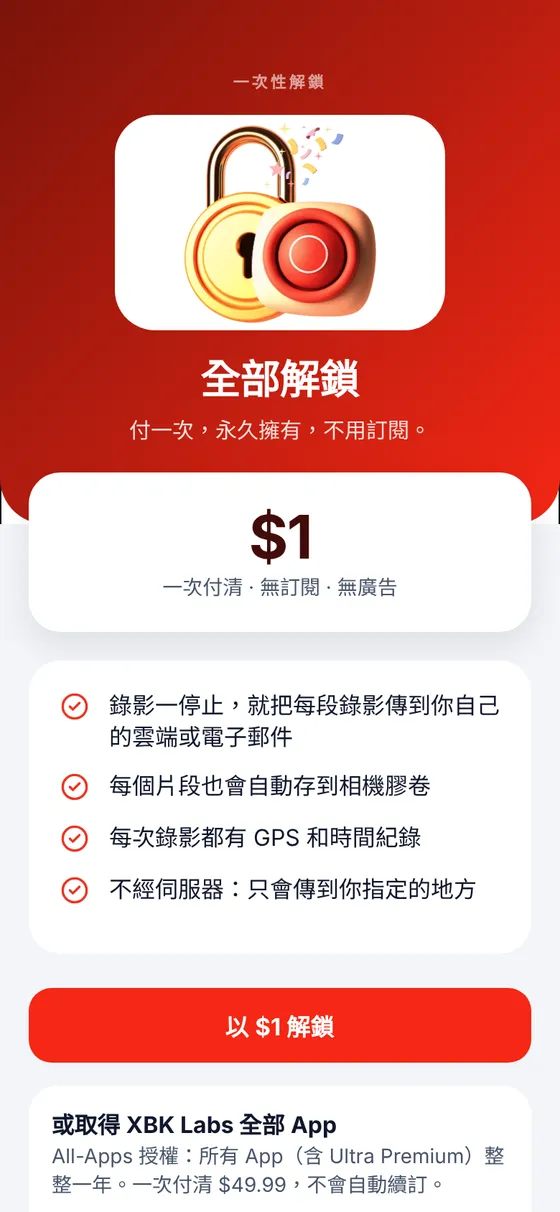 一次性解鎖
全部解鎖
付一次，永久擁有，不用訂閱。
$1
一次付清 · 無訂閱 · 無廣告
錄影一停止，就把每段錄影傳到你自己
的雲端或電子郵件
每個片段也會自動存到相機膠卷
每次錄影都有 GPS 和時間紀錄
不經伺服器：只會傳到你指定的地方
以 $1 解鎖
或取得 XBK Labs 全部 App
All-Apps 授權：所有 App（含 Ultra Premium）整
整一年。一次付清 $49.99，不會自動續訂。